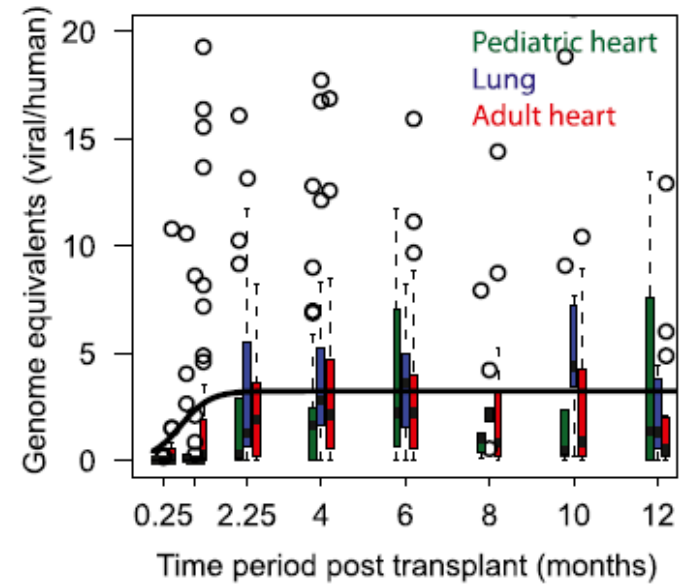 Genome equivalents (viral/human)
20
15
10
5
0
Pediatric heart
Lung
Adult heart
0.25 2.25 4 6 8 10 12
Time period post transplant (months)